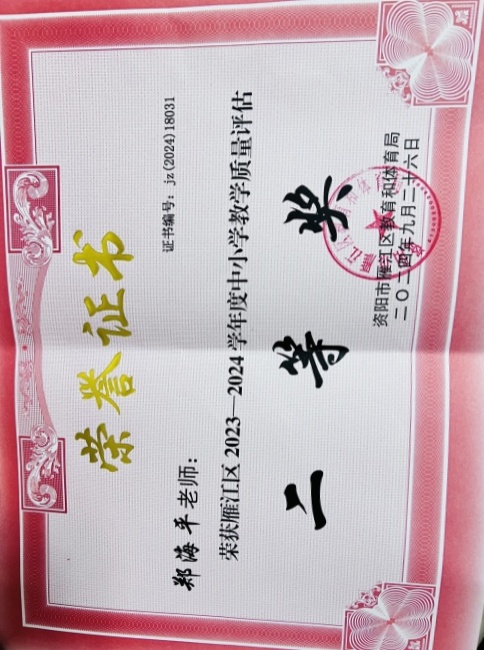 荣誉证书
证书编号：jz(2024)18031
郑海平老师：
荣获雁江区2023—2024学年度中小学教学质量评估
二等奖
资阳市雁江区教育和体育局
二〇二四年九月二十六日